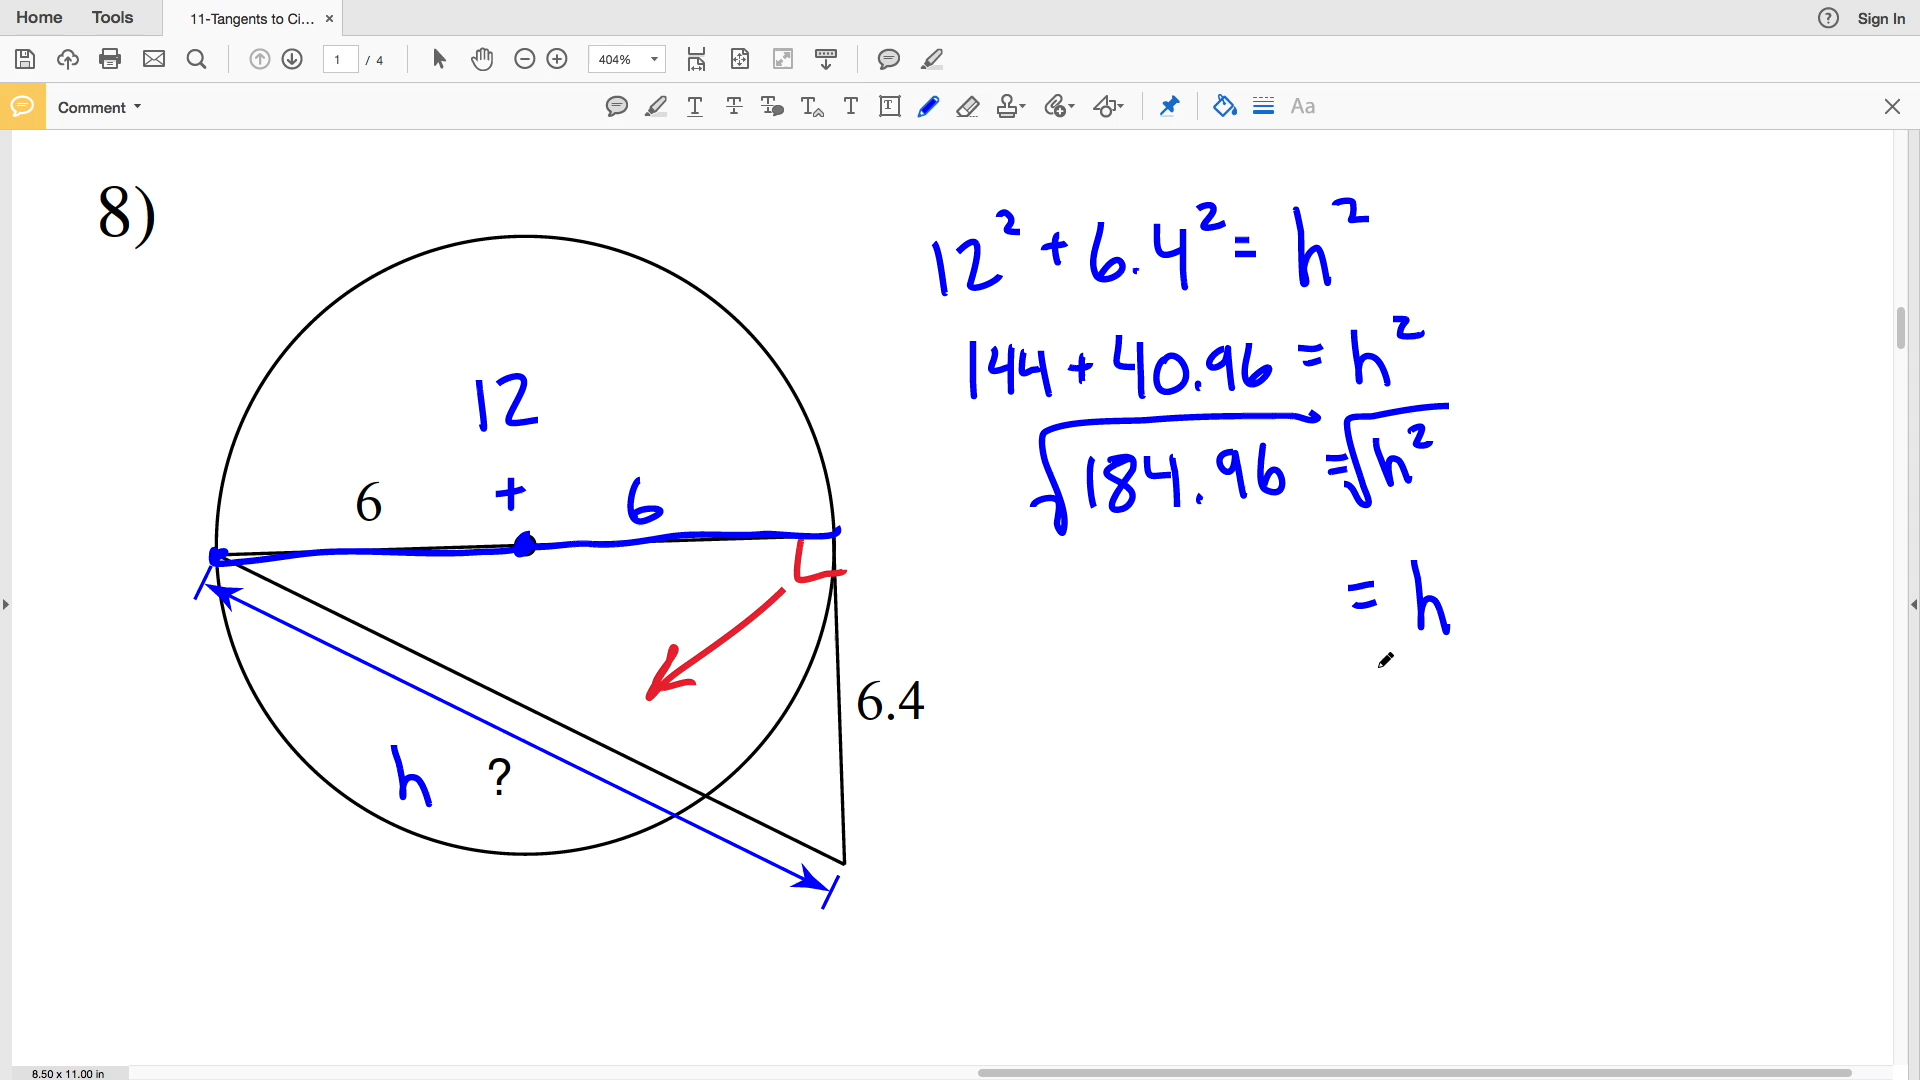 Home Tools 11-Tangents to Ci... × ? Sign In
1 / 4 404%
Comment T T T T T T Aa
8)
12² + 6.4² = h²
144 + 40.96 = h²
√184.96 = √h²
= h
12
6 + 6
6.4
h ?
8.50 x 11.00 in